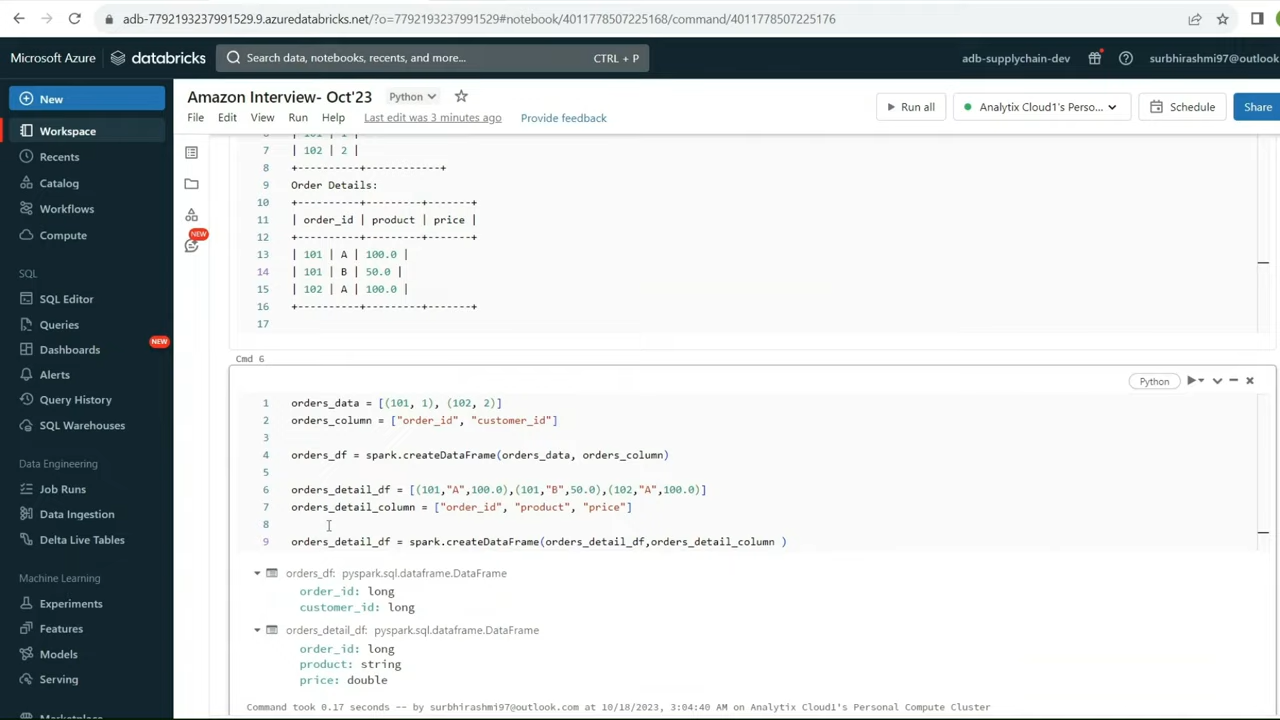 adb-7792193237991529.9.azuredatabricks.net/?o=7792193237991529#notebook/4011778507225168/command/4011778507225176
Microsoft Azure databricks Search data, notebooks, recents, and more... CTRL + P adb-supplychain-dev surbhirashmi97@outlook
New
Workspace
Recents
Catalog
Workflows
Compute
SQL
SQL Editor
Queries
Dashboards
NEW
Alerts
Query History
SQL Warehouses
Data Engineering
Job Runs
Data Ingestion
Delta Live Tables
Machine Learning
Experiments
Features
Models
Serving
Amazon Interview- Oct'23 Python
File Edit View Run Help Last edit was 3 minutes ago Provide feedback
Run all Analytix Cloud1's Perso... Schedule Share
NEW
7 | 102 | 2 |
8 +----------+------------+
9 Order Details:
10 +----------+---------+-------+
11 | order_id | product | price |
12 +----------+---------+-------+
13 | 101 | A | 100.0 |
14 | 101 | B | 50.0 |
15 | 102 | A | 100.0 |
16 +----------+---------+-------+
17
Cmd 6
Python
1 orders_data = [(101, 1), (102, 2)]
2 orders_column = ["order_id", "customer_id"]
3
4 orders_df = spark.createDataFrame(orders_data, orders_column)
5
6 orders_detail_df = [(101,"A",100.0),(101,"B",50.0),(102,"A",100.0)]
7 orders_detail_column = ["order_id", "product", "price"]
8
9 orders_detail_df = spark.createDataFrame(orders_detail_df,orders_detail_column )
orders_df: pyspark.sql.dataframe.DataFrame
order_id: long
customer_id: long
orders_detail_df: pyspark.sql.dataframe.DataFrame
order_id: long
product: string
price: double
Command took 0.17 seconds -- by surbhirashmi97@outlook.com at 10/18/2023, 3:04:40 AM on Analytix Cloud1's Personal Compute Cluster